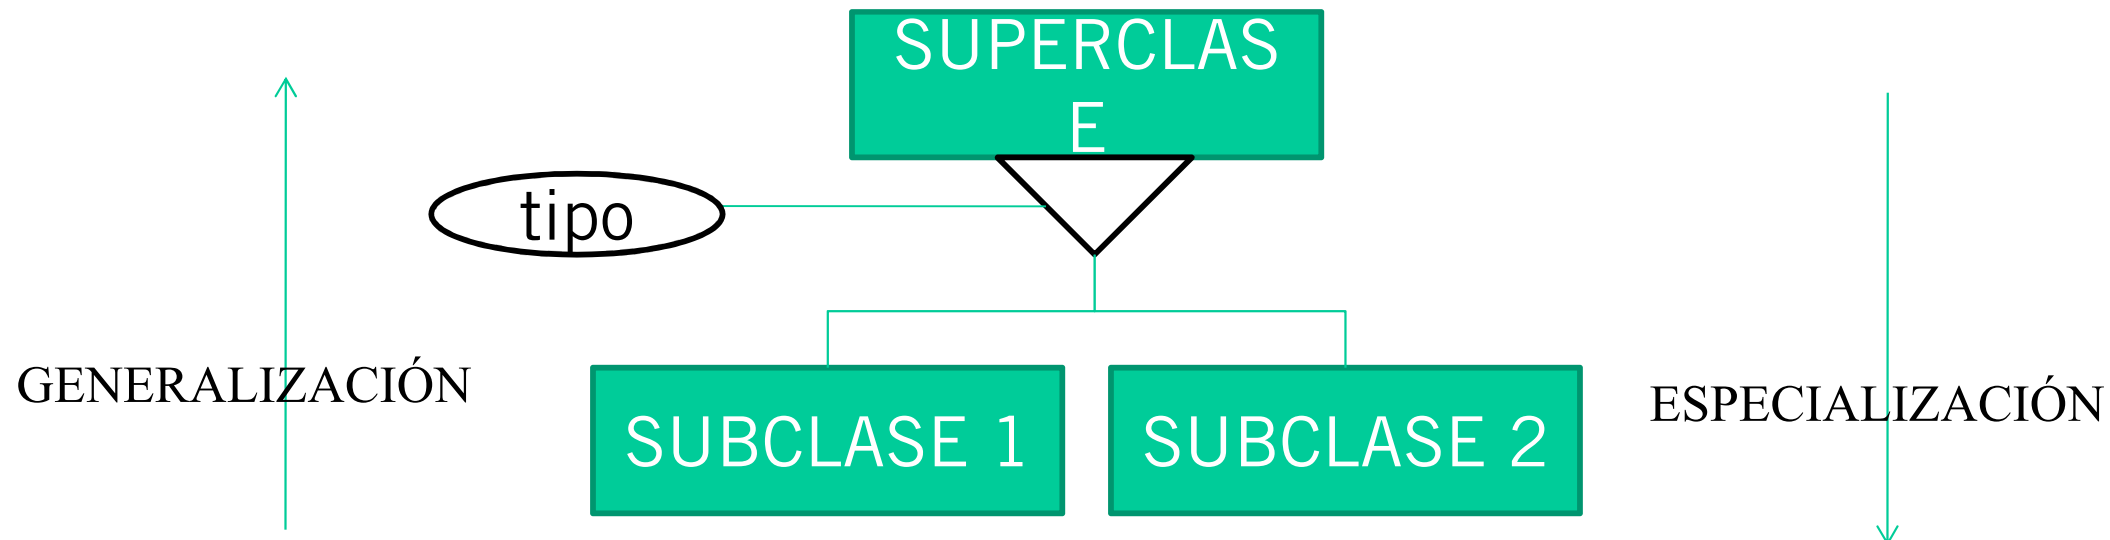 SUPERCLAS
E
tipo
GENERALIZACIÓN
ESPECIALIZACIÓN
SUBCLASE 1
SUBCLASE 2